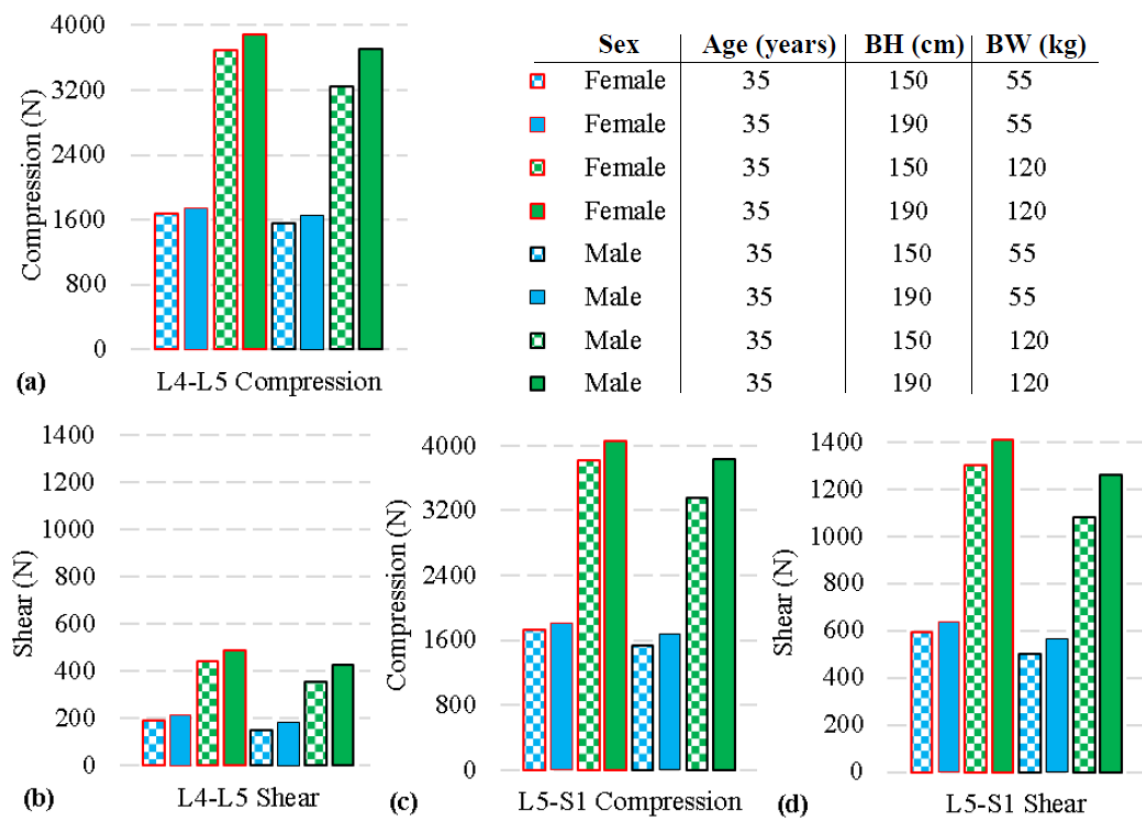 4000
3200
2400
1600
800
0
Compression (N)
(a)
L4-L5 Compression
Sex Age (years) BH (cm) BW (kg)
Female 35 150 55
Female 35 190 55
Female 35 150 120
Female 35 190 120
Male 35 150 55
Male 35 190 55
Male 35 150 120
Male 35 190 120
1400
1200
1000
800
600
400
200
0
Shear (N)
(b)
L4-L5 Shear
4000
3200
2400
1600
800
0
Compression (N)
(c)
L5-S1 Compression
1400
1200
1000
800
600
400
200
0
Shear (N)
(d)
L5-S1 Shear